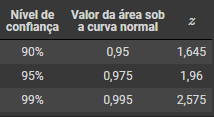 Nível de confiança Valor da área sob a curva normal z
90% 0,95 1,645
95% 0,975 1,96
99% 0,995 2,575